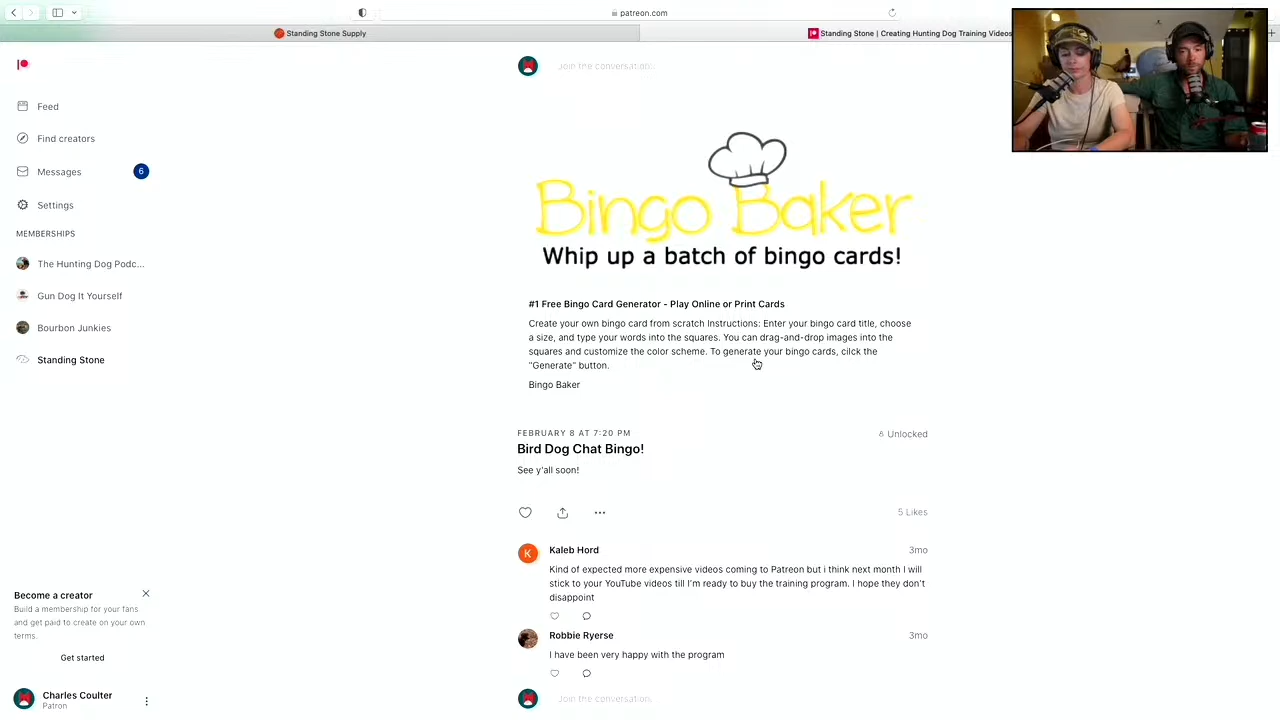 patreon.com
Standing Stone Supply
Standing Stone | Creating Hunting Dog Training Videos
Join the conversation...
Feed
Find creators
Messages
6
Settings
MEMBERSHIPS
The Hunting Dog Podc...
Gun Dog It Yourself
Bourbon Junkies
Standing Stone
Bingo Baker
Whip up a batch of bingo cards!
#1 Free Bingo Card Generator - Play Online or Print Cards
Create your own bingo card from scratch Instructions: Enter your bingo card title, choose
a size, and type your words into the squares. You can drag-and-drop images into the
squares and customize the color scheme. To generate your bingo cards, cilck the
"Generate" button.
Bingo Baker
FEBRUARY 8 AT 7:20 PM
Unlocked
Bird Dog Chat Bingo!
See y'all soon!
5 Likes
K
Kaleb Hord
3mo
Kind of expected more expensive videos coming to Patreon but i think next month I will
stick to your YouTube videos till I'm ready to buy the training program. I hope they don't
disappoint
Robbie Ryerse
3mo
I have been very happy with the program
Join the conversation...
Become a creator
Build a membership for your fans
and get paid to create on your own
terms.
Get started
Charles Coulter
Patron